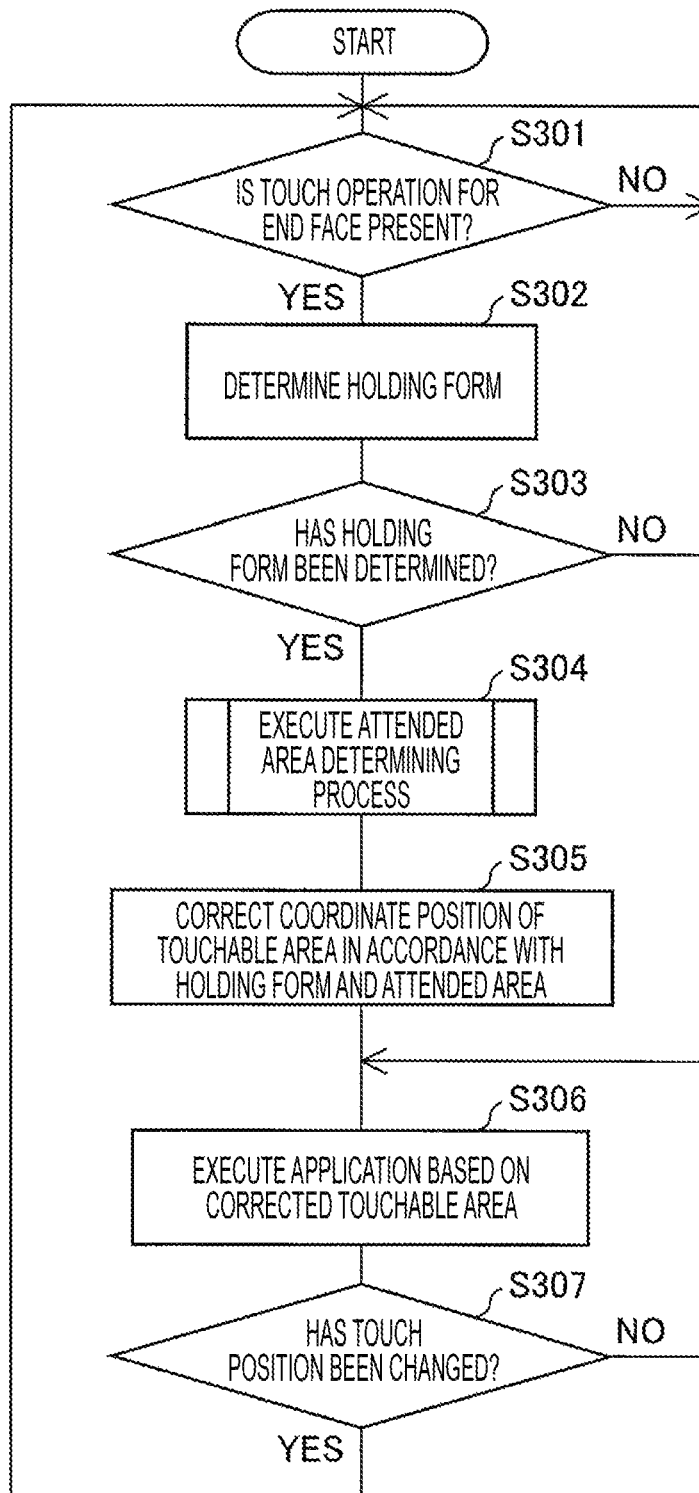 START
S301
IS TOUCH OPERATION FOR
END FACE PRESENT?
NO
YES
S302
DETERMINE HOLDING FORM
S303
HAS HOLDING
FORM BEEN DETERMINED?
NO
YES
S304
EXECUTE ATTENDED
AREA DETERMINING
PROCESS
S305
CORRECT COORDINATE POSITION OF
TOUCHABLE AREA IN ACCORDANCE WITH
HOLDING FORM AND ATTENDED AREA
S306
EXECUTE APPLICATION BASED ON
CORRECTED TOUCHABLE AREA
S307
HAS TOUCH
POSITION BEEN CHANGED?
NO
YES